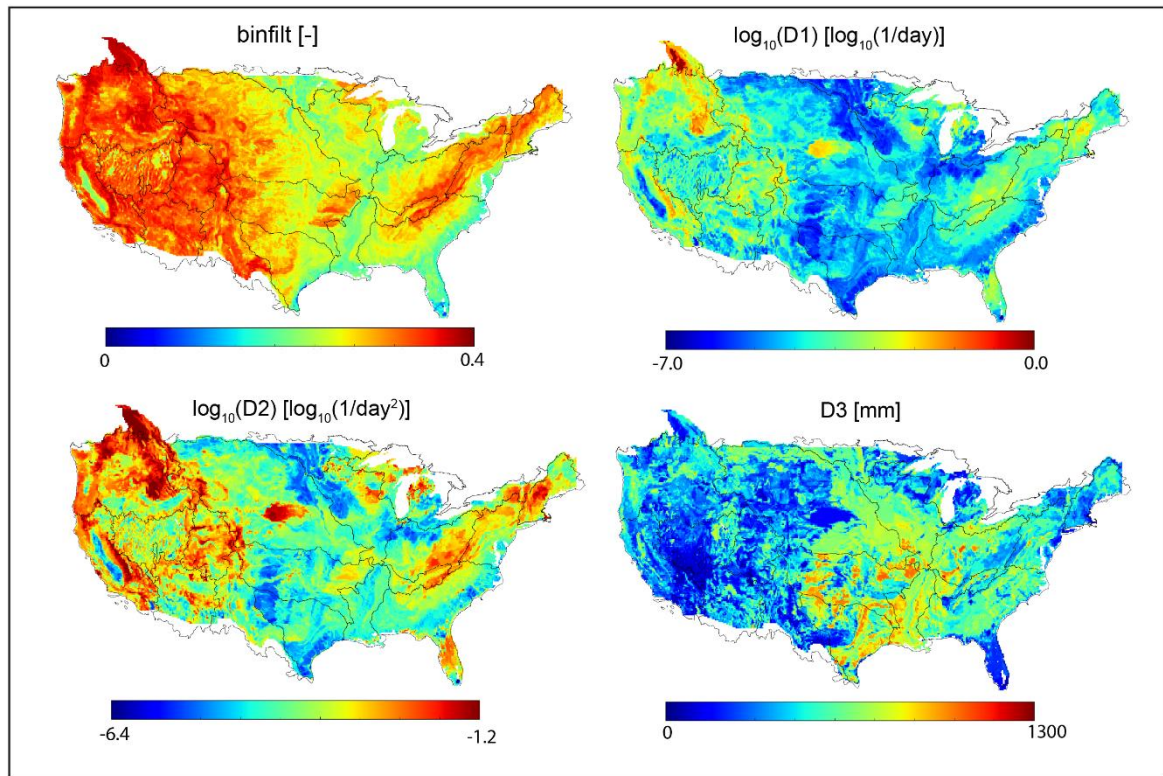 binfilt [-]
log₁₀(D1) [log₁₀(1/day)]
0
0.4
-7.0
0.0
log₁₀(D2) [log₁₀(1/day²)]
D3 [mm]
-6.4
-1.2
0
1300